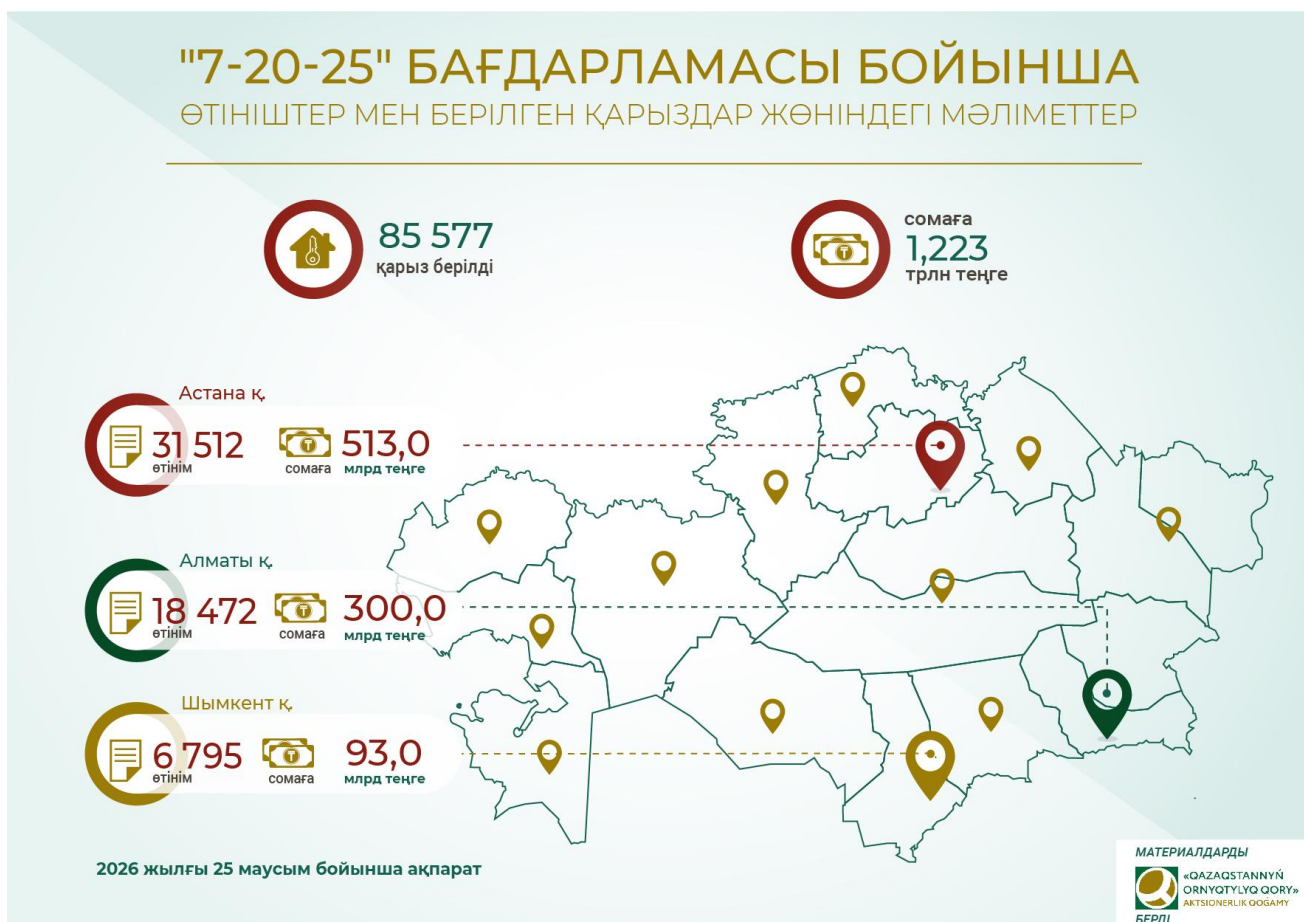 "7-20-25" БАҒДАРЛАМАСЫ БОЙЫНША
ӨТІНІШТЕР МЕН БЕРІЛГЕН ҚАРЫЗДАР ЖӨНІНДЕГІ МӘЛІМЕТТЕР
85 577
қарыз берілді
сомаға
1,223
трлн теңге
Астана қ.
31 512
өтінім
513,0
сомаға
млрд теңге
Алматы қ.
18 472
өтінім
300,0
сомаға
млрд теңге
Шымкент қ.
6 795
өтінім
93,0
сомаға
млрд теңге
2026 жылғы 25 маусым бойынша ақпарат
МАТЕРИАЛДАРДЫ
«QAZAQSTANNYŃ
ORNYQTYLYQ QORY»
AKTSIONERLIK QOǴAMY
БЕРДІ